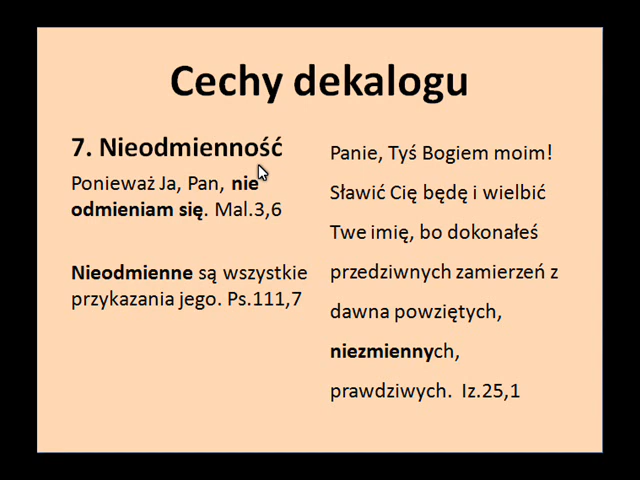 Cechy dekalogu
7. Nieodmienność
Ponieważ Ja, Pan, nie
odmieniam się. Mal.3,6
Nieodmienne są wszystkie
przykazania jego. Ps.111,7
Panie, Tyś Bogiem moim!
Sławić Cię będę i wielbić
Twe imię, bo dokonałeś
przedziwnych zamierzeń z
dawna powziętych,
niezmiennych,
prawdziwych. Iz.25,1